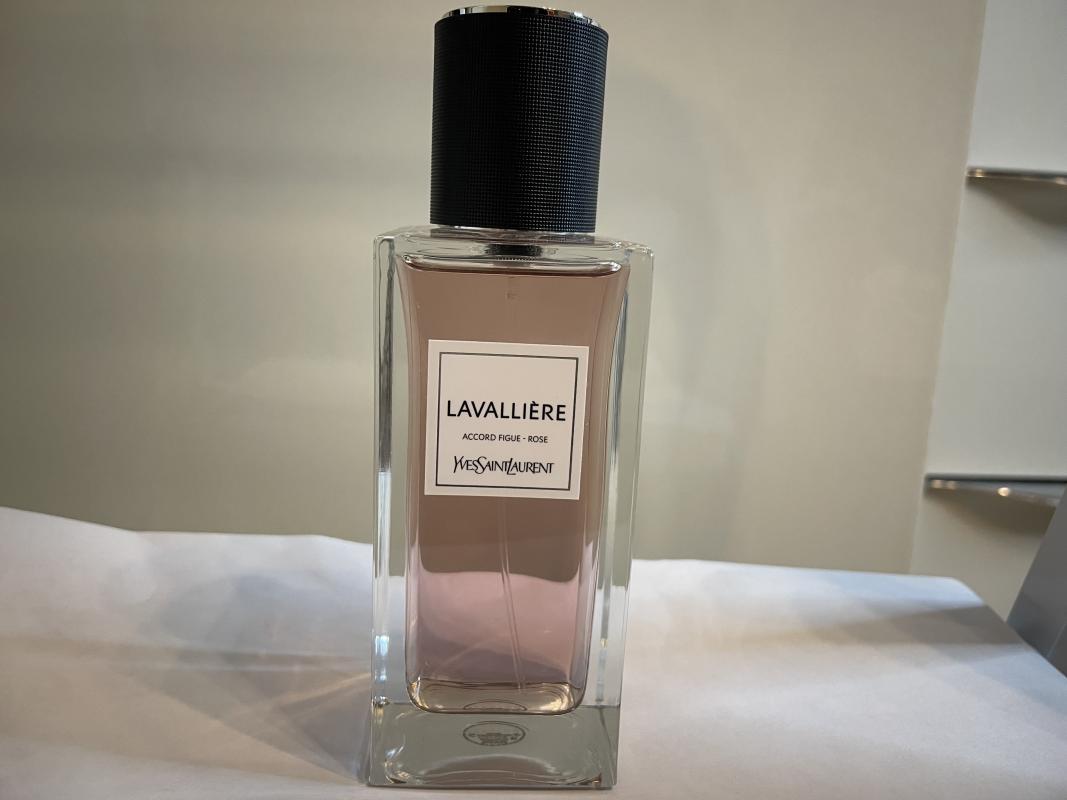 LAVALLIÈRE
ACCORD FIGUE - ROSE
YVESSAINTLAURENT